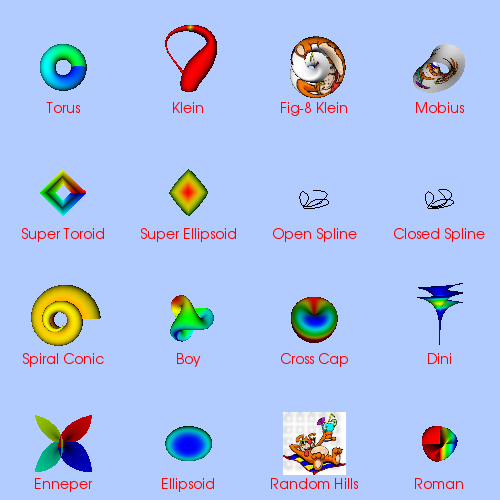 Torus Klein Fig-8 Klein Mobius
Super Toroid Super Ellipsoid Open Spline Closed Spline
Spiral Conic Boy Cross Cap Dini
Enneper Ellipsoid Random Hills Roman